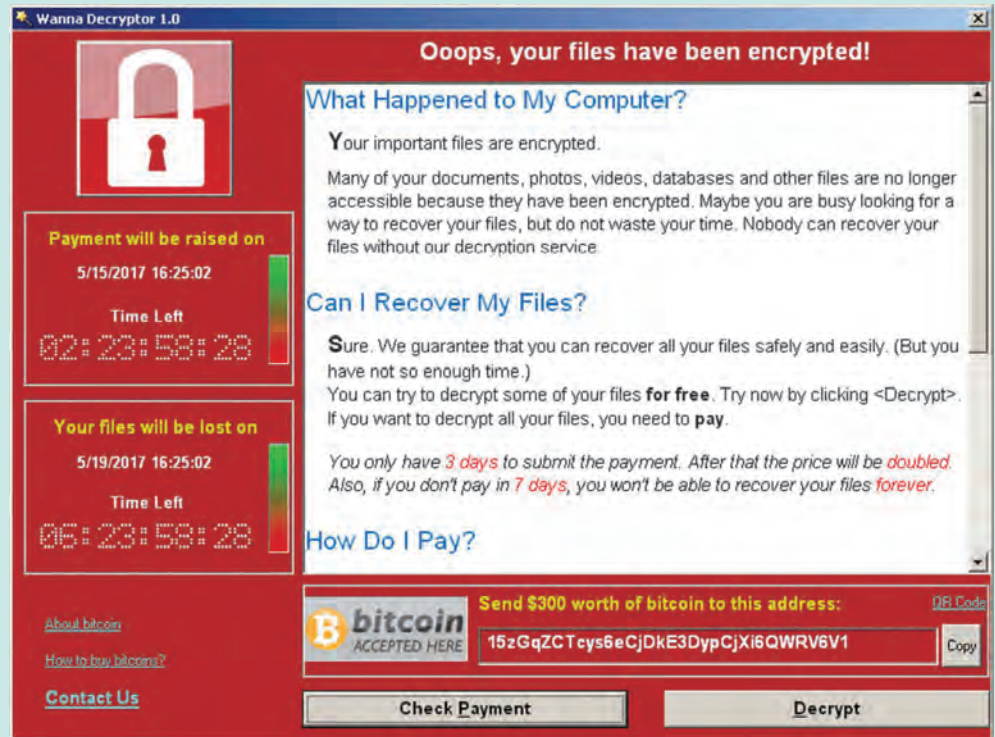 Wanna Decryptor 1.0
Ooops, your files have been encrypted!
Payment will be raised on
5/15/2017 16:25:02
Time Left
02:23:58:28
Your files will be lost on
5/19/2017 16:25:02
Time Left
06:23:58:28
About bitcoin
How to buy bitcoins?
Contact Us
What Happened to My Computer?
Your important files are encrypted.
Many of your documents, photos, videos, databases and other files are no longer
accessible because they have been encrypted. Maybe you are busy looking for a
way to recover your files, but do not waste your time. Nobody can recover your
files without our decryption service
Can I Recover My Files?
Sure. We guarantee that you can recover all your files safely and easily. (But you
have not so enough time.)
You can try to decrypt some of your files for free. Try now by clicking <Decrypt>.
If you want to decrypt all your files, you need to pay.
You only have 3 days to submit the payment. After that the price will be doubled.
Also, if you don't pay in 7 days, you won't be able to recover your files forever.
How Do I Pay?
bitcoin
ACCEPTED HERE
Send $300 worth of bitcoin to this address:
QR Code
15zGqZCTcys6eCjDkE3DypCjXi6QWRV6V1
Copy
Check Payment
Decrypt